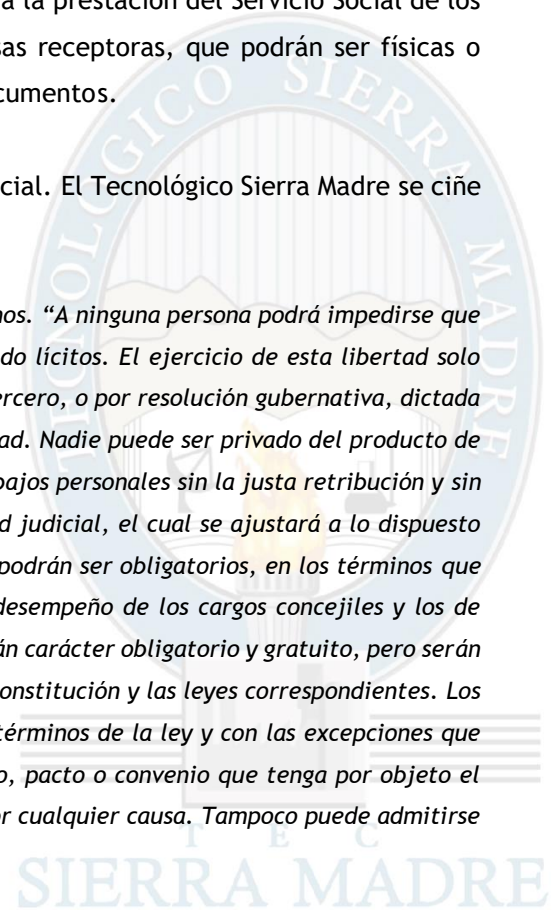 a la prestación del Servicio Social de los
sas receptoras, que podrán ser físicas o
cumentos.
cial. El Tecnológico Sierra Madre se ciñe
nos. “A ninguna persona podrá impedirse que
do lícitos. El ejercicio de esta libertad solo
ercero, o por resolución gubernativa, dictada
dad. Nadie puede ser privado del producto de
bajos personales sin la justa retribución y sin
d judicial, el cual se ajustará a lo dispuesto
podrán ser obligatorios, en los términos que
desempeño de los cargos concejiles y los de
án carácter obligatorio y gratuito, pero serán
onstitución y las leyes correspondientes. Los
términos de la ley y con las excepciones que
o, pacto o convenio que tenga por objeto el
or cualquier causa. Tampoco puede admitirse
TECNOLOGICO SIERRA MADRE
T E C
SIERRA MADRE